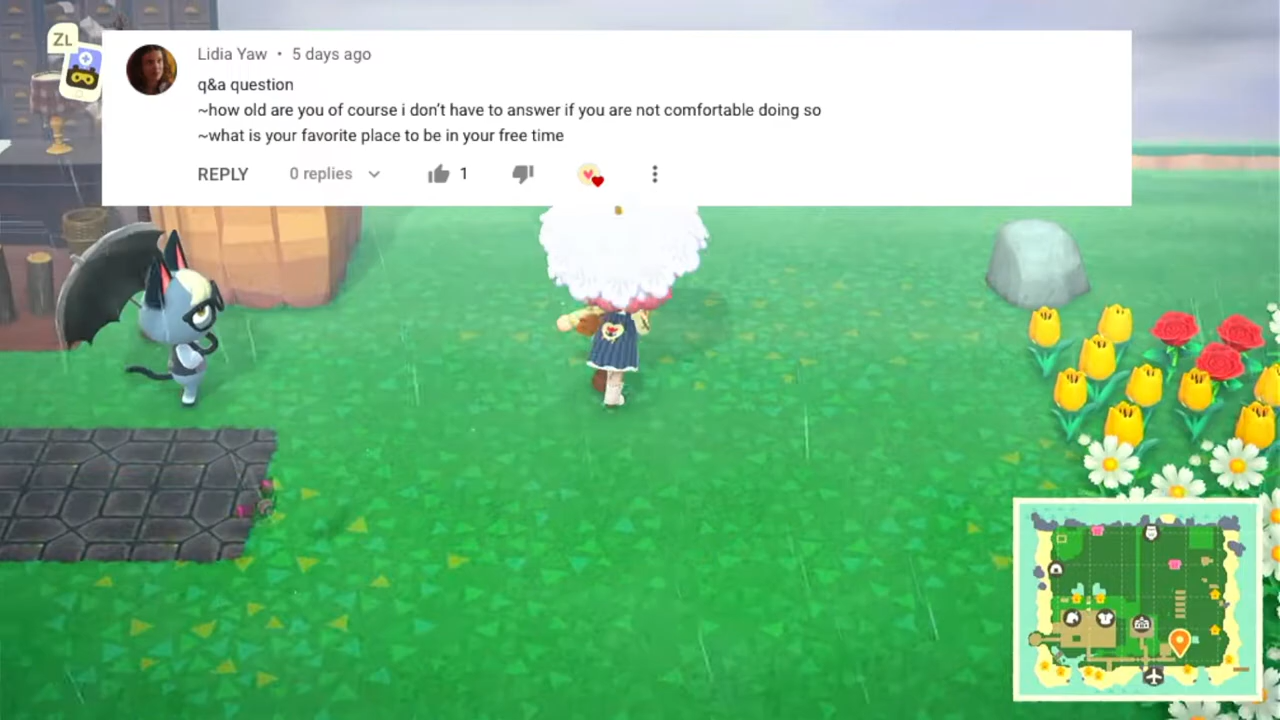 ZL
Lidia Yaw • 5 days ago
q&a question
~how old are you of course i don't have to answer if you are not comfortable doing so
~what is your favorite place to be in your free time
REPLY 0 replies 1